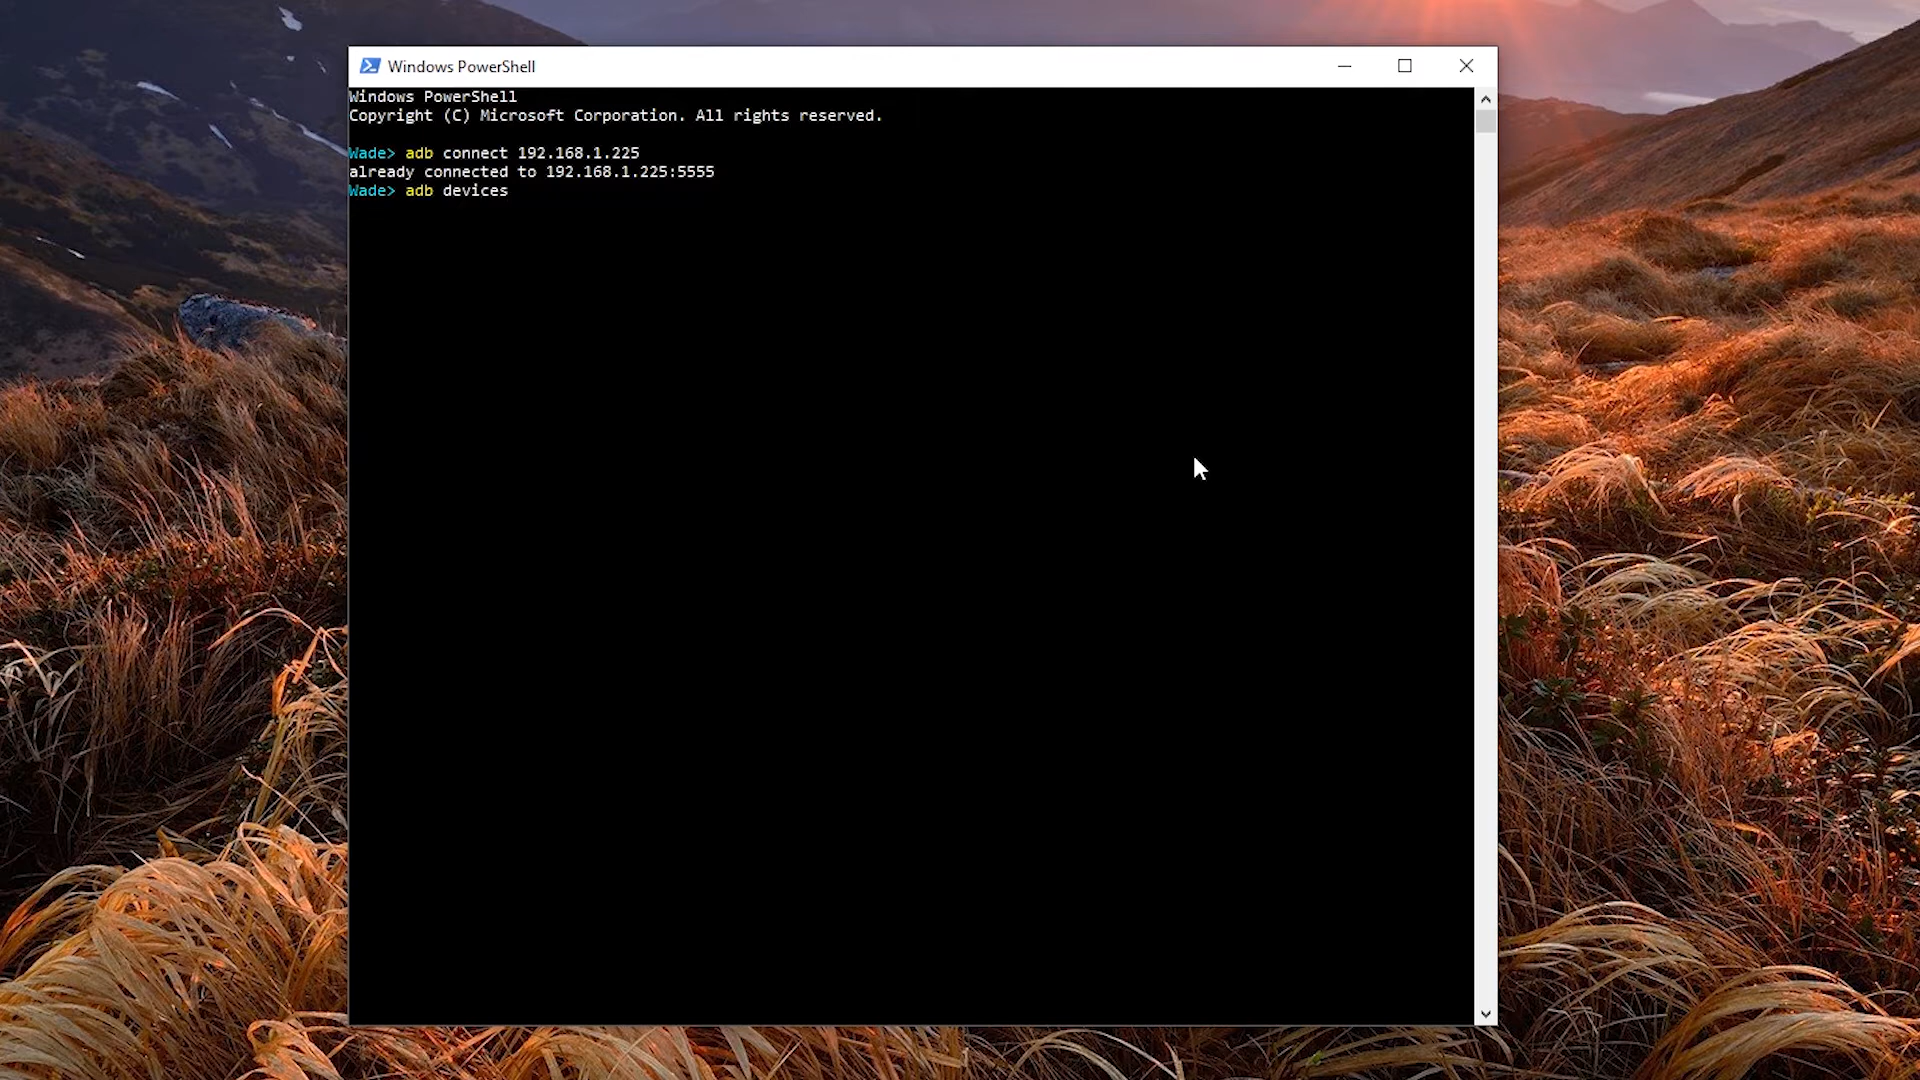 Windows PowerShell
Windows PowerShell
Copyright (C) Microsoft Corporation. All rights reserved.
Wade> adb connect 192.168.1.225
already connected to 192.168.1.225:5555
Wade> adb devices